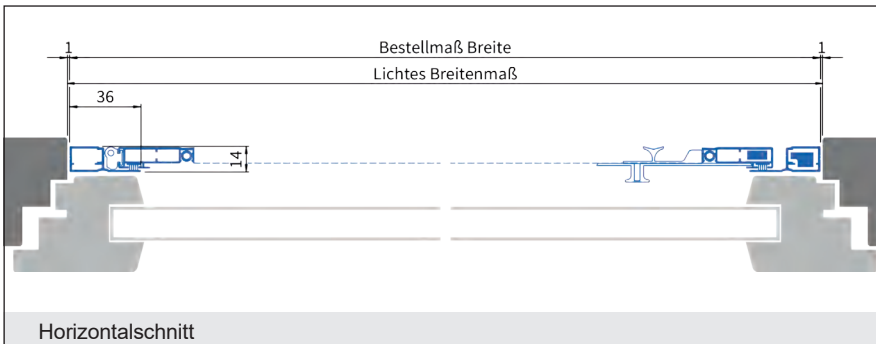 1 Bestellmaß Breite 1
Lichtes Breitenmaß
36
14
Horizontalschnitt